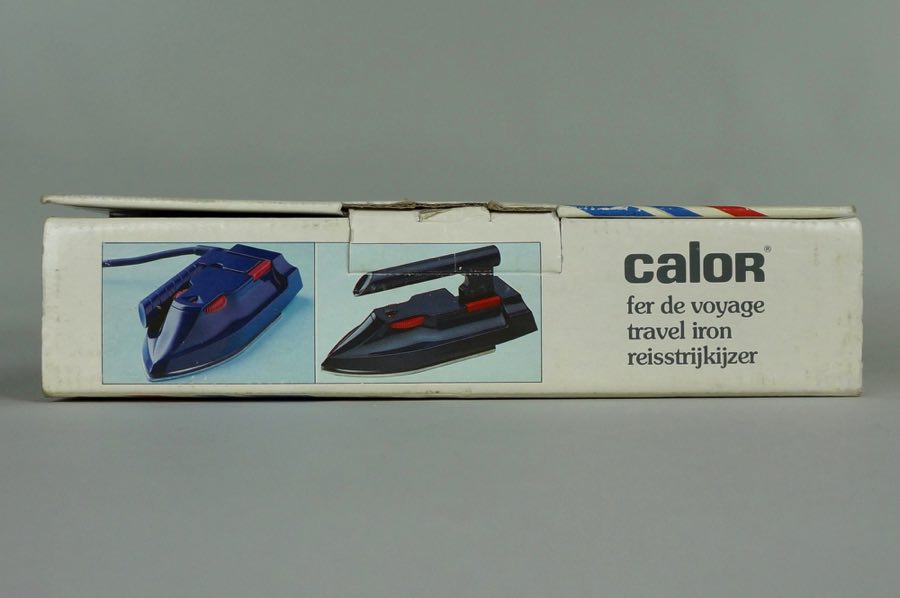 calor®
fer de voyage
travel iron
reisstrijkijzer